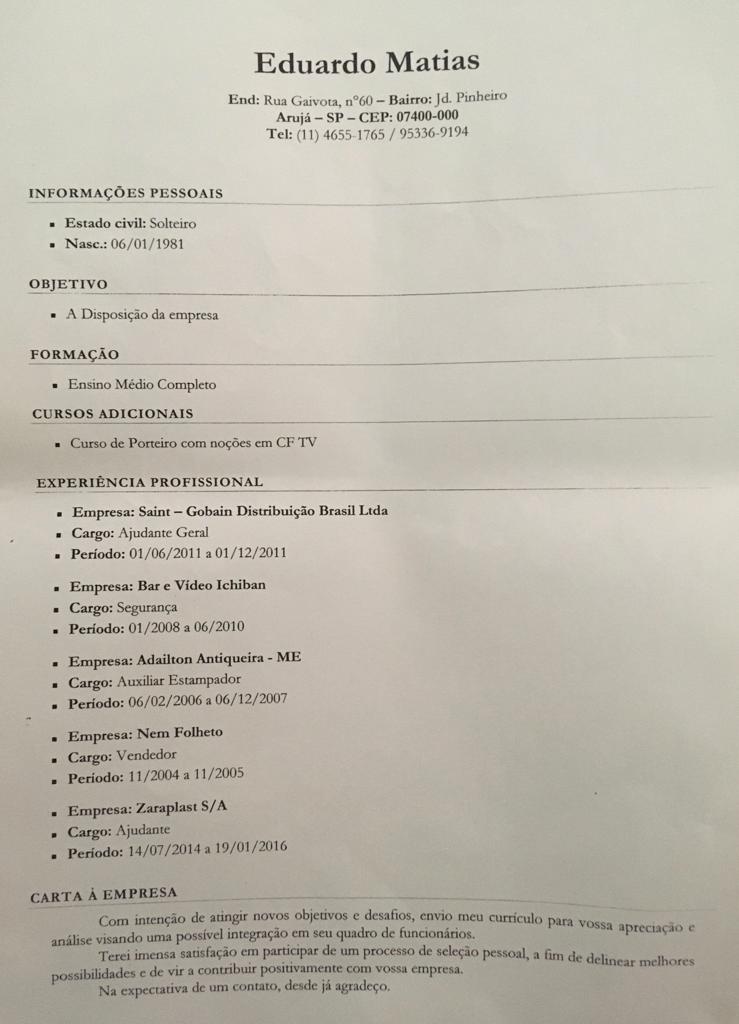 Eduardo Matias
End: Rua Gaivota, n°60 – Bairro: Jd. Pinheiro
Arujá – SP – CEP: 07400-000
Tel: (11) 4655-1765 / 95336-9194
INFORMAÇÕES PESSOAIS
▪ Estado civil: Solteiro
▪ Nasc.: 06/01/1981
OBJETIVO
▪ A Disposição da empresa
FORMAÇÃO
▪ Ensino Médio Completo
CURSOS ADICIONAIS
▪ Curso de Porteiro com noções em CF TV
EXPERIÊNCIA PROFISSIONAL
▪ Empresa: Saint – Gobain Distribuição Brasil Ltda
▪ Cargo: Ajudante Geral
▪ Período: 01/06/2011 a 01/12/2011
▪ Empresa: Bar e Vídeo Ichiban
▪ Cargo: Segurança
▪ Período: 01/2008 a 06/2010
▪ Empresa: Adailton Antiqueira - ME
▪ Cargo: Auxiliar Estampador
▪ Período: 06/02/2006 a 06/12/2007
▪ Empresa: Nem Folheto
▪ Cargo: Vendedor
▪ Período: 11/2004 a 11/2005
▪ Empresa: Zaraplast S/A
▪ Cargo: Ajudante
▪ Período: 14/07/2014 a 19/01/2016
CARTA À EMPRESA
Com intenção de atingir novos objetivos e desafios, envio meu currículo para vossa apreciação e
análise visando uma possível integração em seu quadro de funcionários.
Terei imensa satisfação em participar de um processo de seleção pessoal, a fim de delinear melhores
possibilidades e de vir a contribuir positivamente com vossa empresa.
Na expectativa de um contato, desde já agradeço.